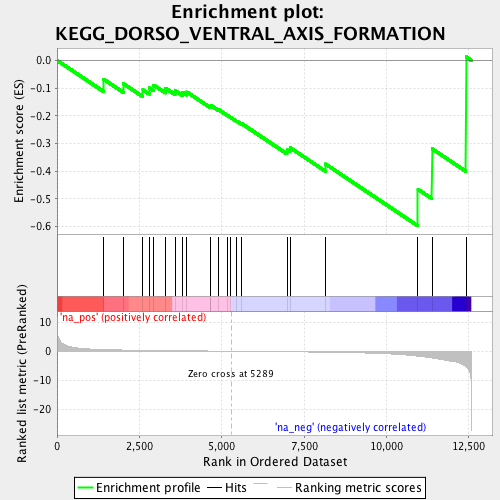 Enrichment plot:
KEGG_DORSO_VENTRAL_AXIS_FORMATION
Enrichment score (ES)
0.0
-0.1
-0.2
-0.3
-0.4
-0.5
-0.6
'na_pos' (positively correlated)
Ranked list metric (PreRanked)
10
5
0
-5
-10
-15
-20
Zero cross at 5289
'na_neg' (negatively correlated)
0
2,500
5,000
7,500
10,000
12,500
Rank in Ordered Dataset
Enrichment profile
Hits
Ranking metric scores